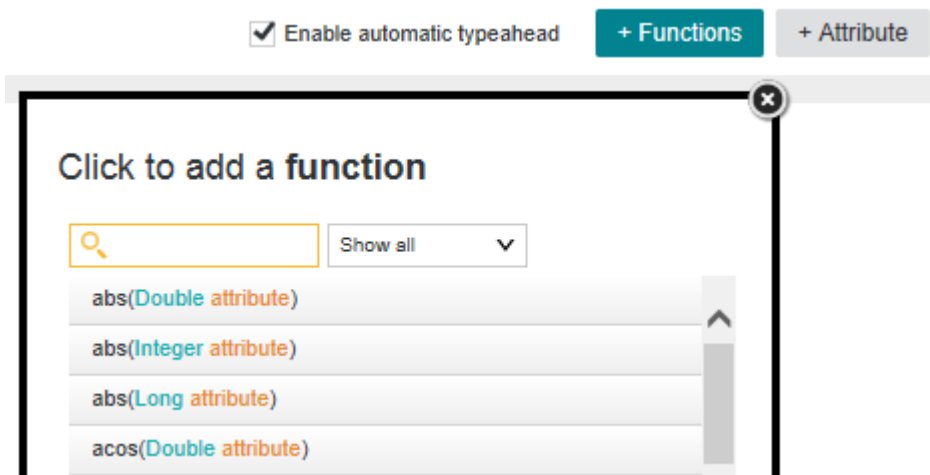 Enable automatic typeahead + Functions + Attribute
Click to add a function
Show all
abs(Double attribute)
abs(Integer attribute)
abs(Long attribute)
acos(Double attribute)